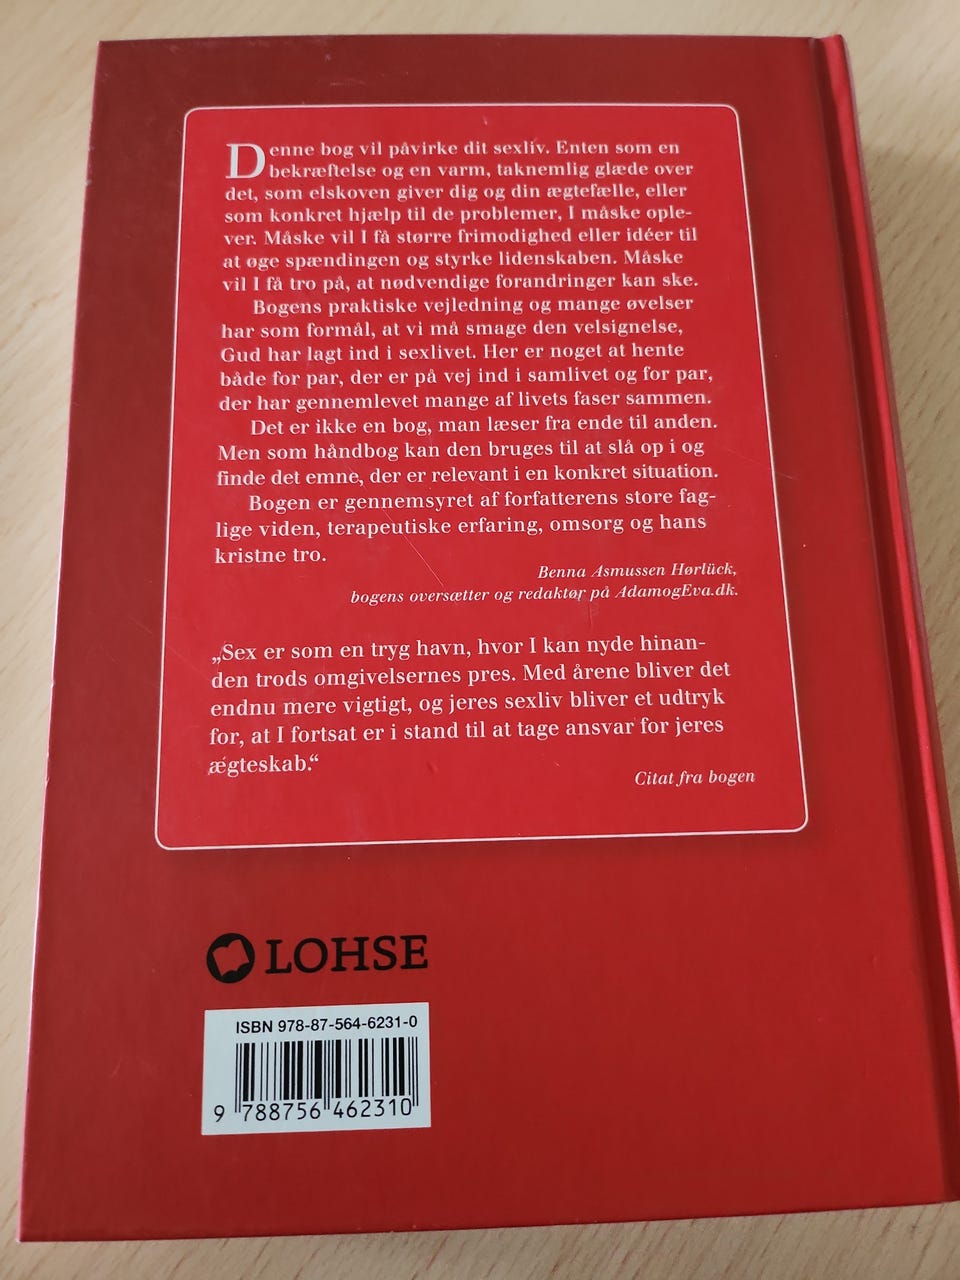 Denne bog vil påvirke dit sexliv. Enten som en
bekræftelse og en varm, taknemlig glæde over
det, som elskoven giver dig og din ægtefælle, eller
som konkret hjælp til de problemer, I måske ople-
ver. Måske vil I få større frimodighed eller idéer til
at øge spændingen og styrke lidenskaben. Måske
vil I få tro på, at nødvendige forandringer kan ske.
Bogens praktiske vejledning og mange øvelser
har som formål, at vi må smage den velsignelse,
Gud har lagt ind i sexlivet. Her er noget at hente
både for par, der er på vej ind i samlivet og for par,
der har gennemlevet mange af livets faser sammen.
Det er ikke en bog, man læser fra ende til anden.
Men som håndbog kan den bruges til at slå op i og
finde det emne, der er relevant i en konkret situation.
Bogen er gennemsyret af forfatterens store fag-
lige viden, terapeutiske erfaring, omsorg og hans
kristne tro.
Benna Asmussen Hørlück,
bogens oversætter og redaktør på AdamogEva.dk.
„Sex er som en tryg havn, hvor I kan nyde hinan-
den trods omgivelsernes pres. Med årene bliver det
endnu mere vigtigt, og jeres sexliv bliver et udtryk
for, at I fortsat er i stand til at tage ansvar for jeres
ægteskab.“
Citat fra bogen
LOHSE
ISBN 978-87-564-6231-0
9 788756 462310